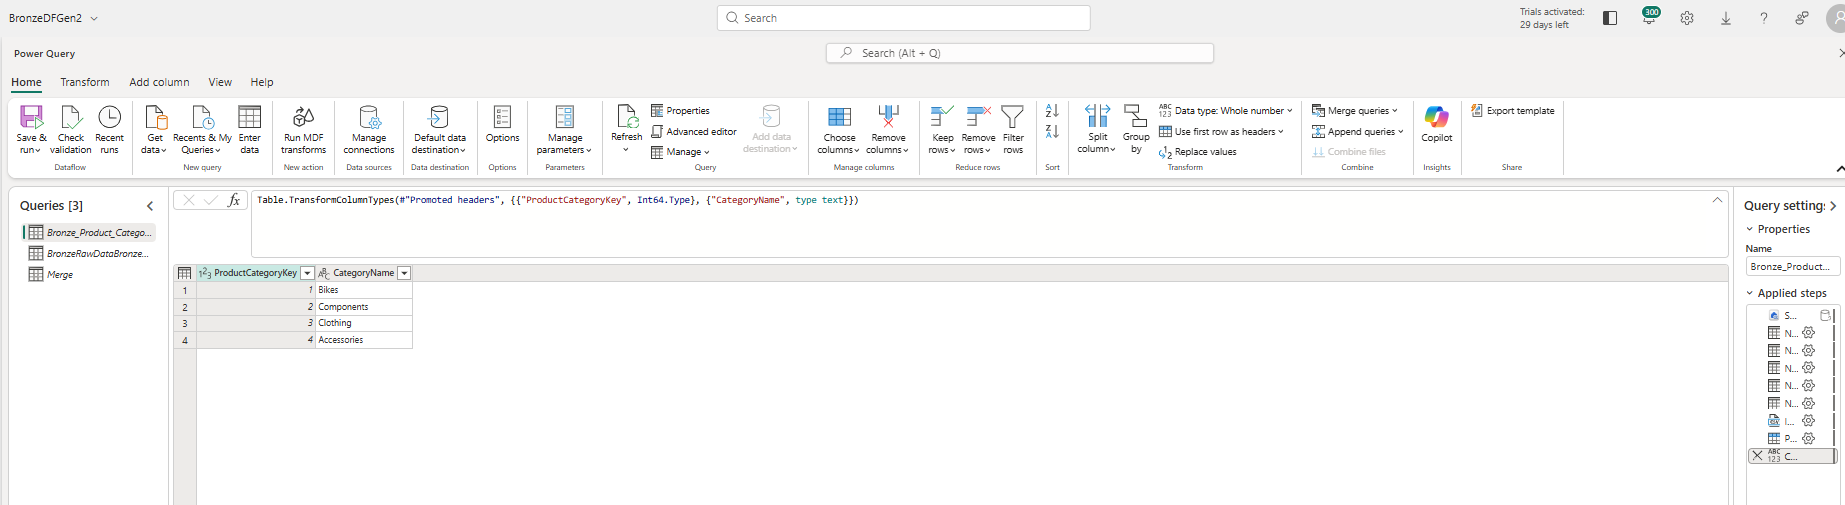 BronzeDFGen2
Search
Trials activated:
29 days left
300
Power Query
Search (Alt + Q)
Home Transform Add column View Help
Save & run
Check validation
Recent runs
Dataflow
Get data
Recents & My Queries
Enter data
New query
Run MDF transforms
New action
Manage connections
Data sources
Default data destination
Data destination
Options
Options
Manage parameters
Parameters
Refresh
Properties
Advanced editor
Manage
Add data destination
Query
Choose columns
Remove columns
Manage columns
Keep rows
Remove rows
Filter rows
Reduce rows
Sort
Split column
Group by
Data type: Whole number
Use first row as headers
Replace values
Transform
Merge queries
Append queries
Combine files
Combine
Copilot
Insights
Export template
Share
Queries [3]
Bronze_Product_Catego...
BronzeRawDataBronze...
Merge
fx
Table.TransformColumnTypes(#"Promoted headers", {{"ProductCategoryKey", Int64.Type}, {"CategoryName", type text}})
ProductCategoryKey CategoryName
1 1 Bikes
2 2 Components
3 3 Clothing
4 4 Accessories
Query settings
Properties
Name
Bronze_Product...
Applied steps
S...
N...
N...
N...
N...
N...
I...
P...
C...